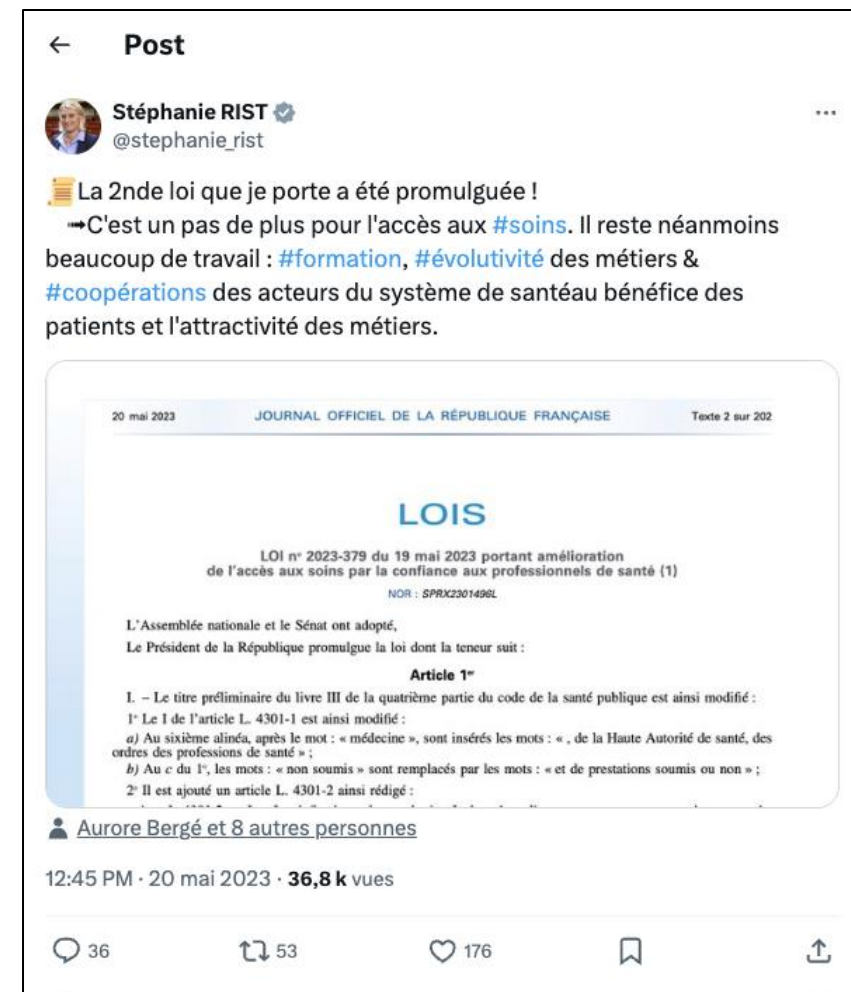 Post
Stéphanie RIST
@stephanie_rist
La 2nde loi que je porte a été promulguée !
➟C'est un pas de plus pour l'accès aux #soins. Il reste néanmoins
beaucoup de travail : #formation, #évolutivité des métiers &
#coopérations des acteurs du système de santéau bénéfice des
patients et l'attractivité des métiers.
20 mai 2023 JOURNAL OFFICIEL DE LA RÉPUBLIQUE FRANÇAISE Texte 2 sur 202
LOIS
LOI nº 2023-379 du 19 mai 2023 portant amélioration
de l'accès aux soins par la confiance aux professionnels de santé (1)
NOR : SPRX2301496L
L'Assemblée nationale et le Sénat ont adopté,
Le Président de la République promulgue la loi dont la teneur suit :
Article 1er
I. – Le titre préliminaire du livre III de la quatrième partie du code de la santé publique est ainsi modifié :
1º Le I de l'article L. 4301-1 est ainsi modifié :
a) Au sixième alinéa, après le mot : « médecine », sont insérés les mots : « , de la Haute Autorité de santé, des
ordres des professions de santé » ;
b) Au c du 1º, les mots : « non soumis » sont remplacés par les mots : « et de prestations soumis ou non » ;
2º Il est ajouté un article L. 4301-2 ainsi rédigé :
Aurore Bergé et 8 autres personnes
12:45 PM · 20 mai 2023 · 36,8 k vues
36 53 176